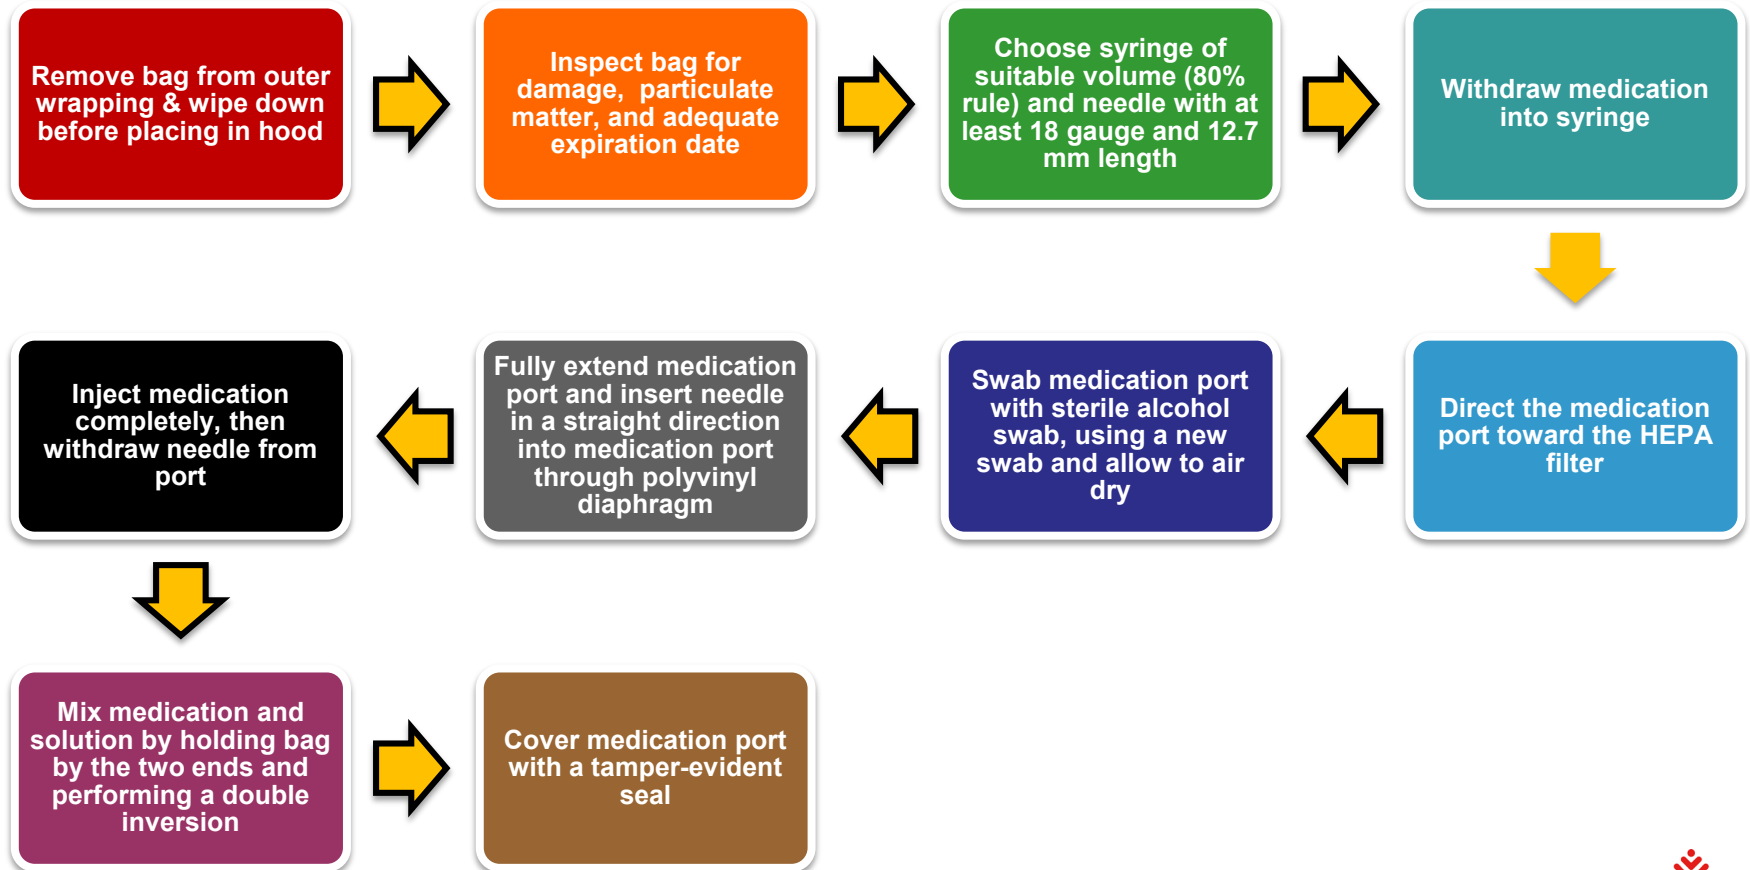 Remove bag from outer
wrapping & wipe down
before placing in hood
Inspect bag for
damage, particulate
matter, and adequate
expiration date
Choose syringe of
suitable volume (80%
rule) and needle with at
least 18 gauge and 12.7
mm length
Withdraw medication
into syringe
Direct the medication
port toward the HEPA
filter
Swab medication port
with sterile alcohol
swab, using a new
swab and allow to air
dry
Fully extend medication
port and insert needle
in a straight direction
into medication port
through polyvinyl
diaphragm
Inject medication
completely, then
withdraw needle from
port
Mix medication and
solution by holding bag
by the two ends and
performing a double
inversion
Cover medication port
with a tamper-evident
seal